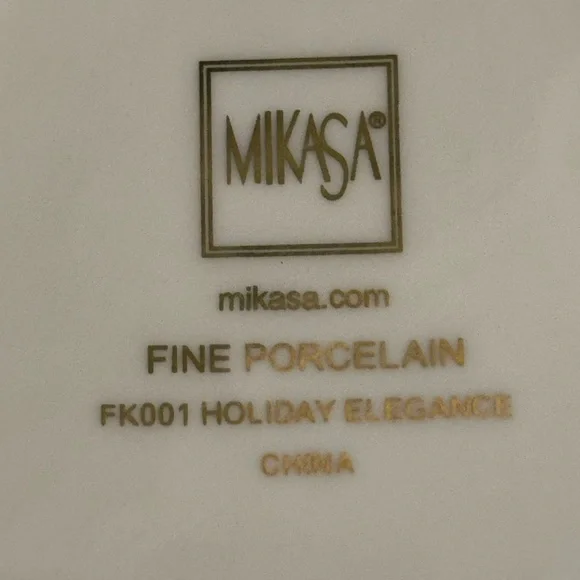 MIKASA®
mikasa.com
FINE PORCELAIN
FK001 HOLIDAY ELEGANCE
CHINA